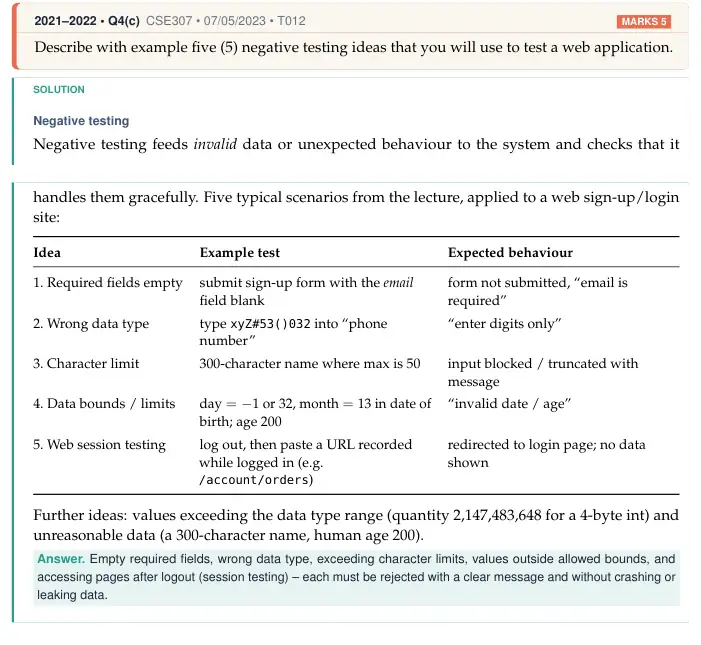 2021–2022 • Q4(c) CSE307 • 07/05/2023 • T012 MARKS 5
Describe with example five (5) negative testing ideas that you will use to test a web application.
SOLUTION
Negative testing
Negative testing feeds invalid data or unexpected behaviour to the system and checks that it
handles them gracefully. Five typical scenarios from the lecture, applied to a web sign-up/login
site:
Idea Example test Expected behaviour
1. Required fields empty submit sign-up form with the email form not submitted, “email is
field blank required”
2. Wrong data type type xyZ#53()032 into “phone “enter digits only”
number”
3. Character limit 300-character name where max is 50 input blocked / truncated with
message
4. Data bounds / limits day = −1 or 32, month = 13 in date of “invalid date / age”
birth; age 200
5. Web session testing log out, then paste a URL recorded redirected to login page; no data
while logged in (e.g. shown
/account/orders)
Further ideas: values exceeding the data type range (quantity 2,147,483,648 for a 4-byte int) and
unreasonable data (a 300-character name, human age 200).
Answer. Empty required fields, wrong data type, exceeding character limits, values outside allowed bounds, and
accessing pages after logout (session testing) – each must be rejected with a clear message and without crashing or
leaking data.